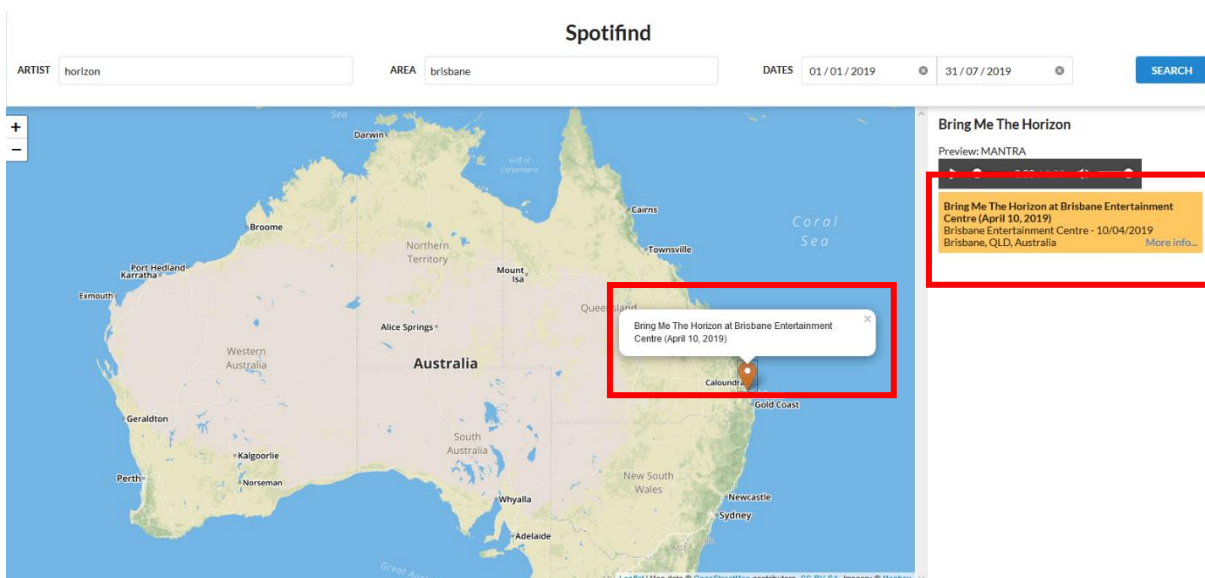 Spotifind
ARTIST horizon AREA brisbane DATES 01/01/2019 31/07/2019 SEARCH
+
−
Sea
Darwin
Gulf of
Carpentaria
Cairns
Coral
Sea
Broome
Northern
Territory
Townsville
Port Hedland
Karratha
Mount
Isa
Exmouth
Queensland
Alice Springs
Bring Me The Horizon at Brisbane Entertainment
Centre (April 10, 2019)
Western
Australia
Australia
Caloundra
Gold Coast
Geraldton
South
Australia
Kalgoorlie
Perth
Norseman
New South
Wales
Whyalla
Newcastle
Sydney
Adelaide
Bring Me The Horizon
Preview: MANTRA
Bring Me The Horizon at Brisbane Entertainment
Centre (April 10, 2019)
Brisbane Entertainment Centre - 10/04/2019
Brisbane, QLD, Australia More info...